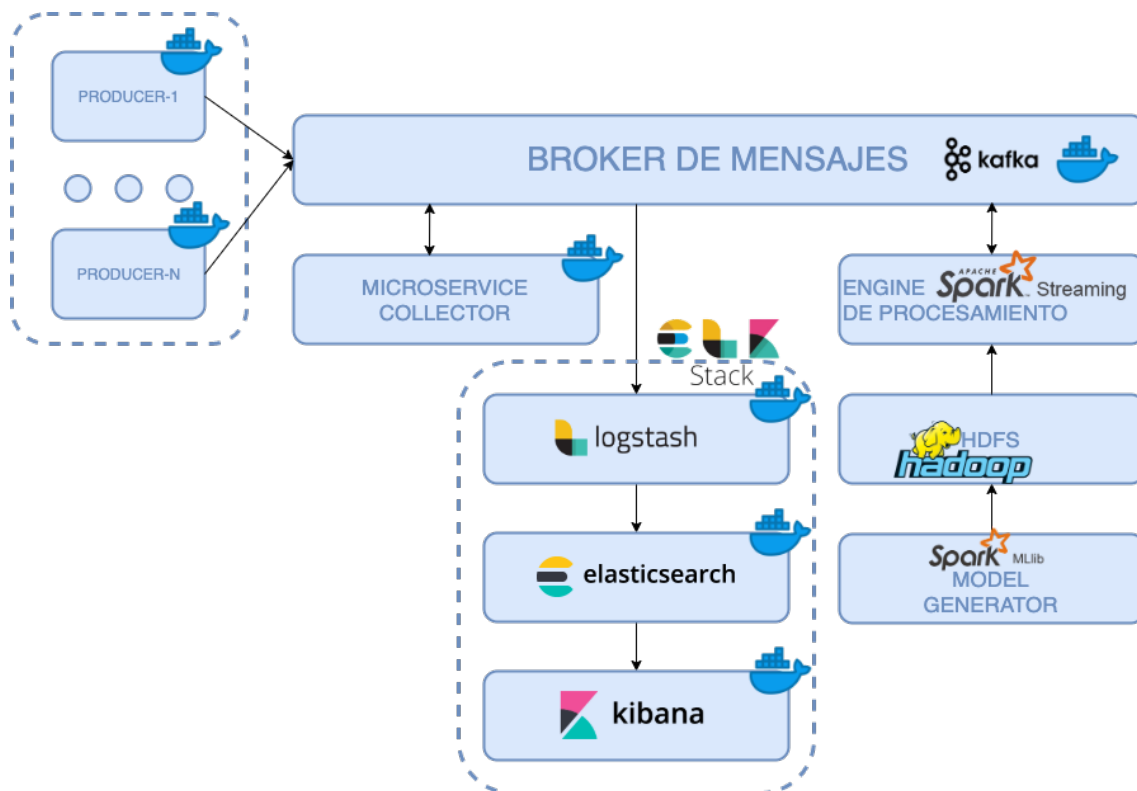 PRODUCER-1
PRODUCER-N
BROKER DE MENSAJES
kafka
MICROSERVICE
COLLECTOR
ENGINE
APACHE
Spark
Streaming
DE PROCESAMIENTO
Stack
logstash
HDFS
hadoop
elasticsearch
Spark MLlib
MODEL
GENERATOR
kibana